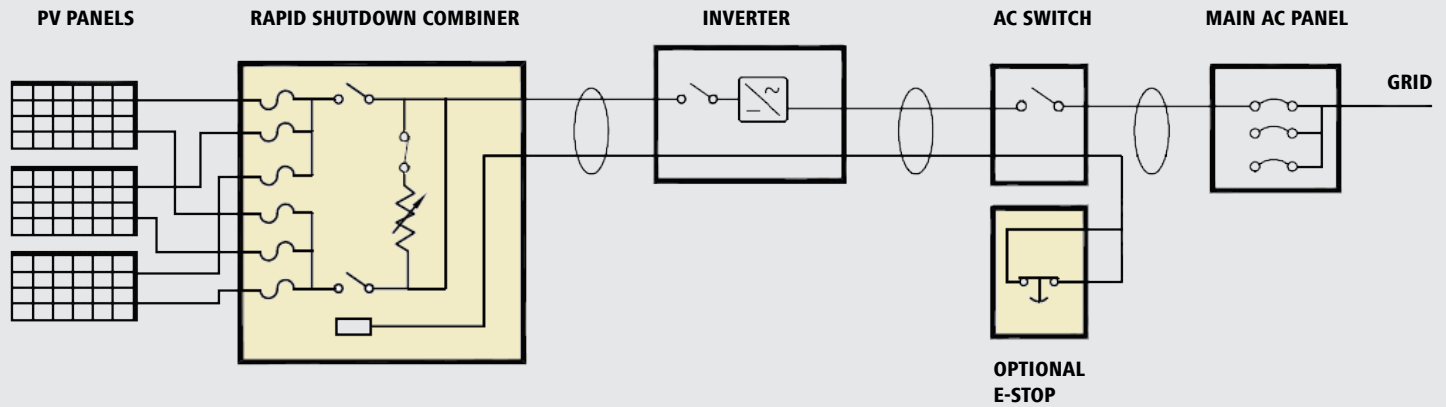 PV PANELS
RAPID SHUTDOWN COMBINER
INVERTER
AC SWITCH
MAIN AC PANEL
GRID
OPTIONAL
E-STOP